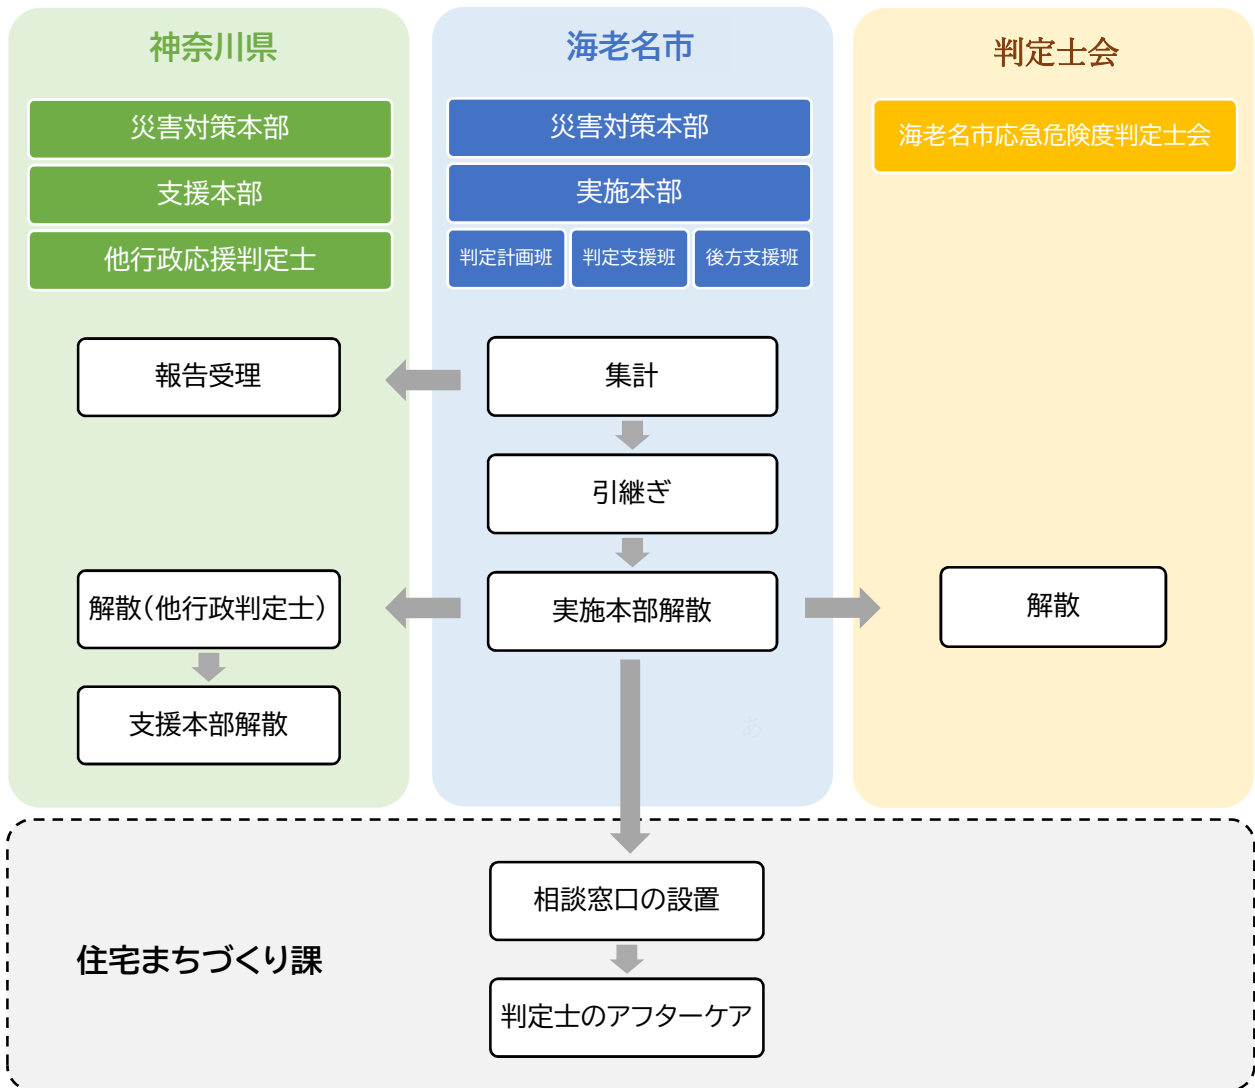 神奈川県
海老名市
判定士会
災害対策本部
支援本部
他行政応援判定士
災害対策本部
実施本部
判定計画班
判定支援班
後方支援班
海老名市応急危険度判定士会
報告受理
集計
引継ぎ
解散（他行政判定士）
実施本部解散
解散
支援本部解散
あ
住宅まちづくり課
相談窓口の設置
判定士のアフターケア